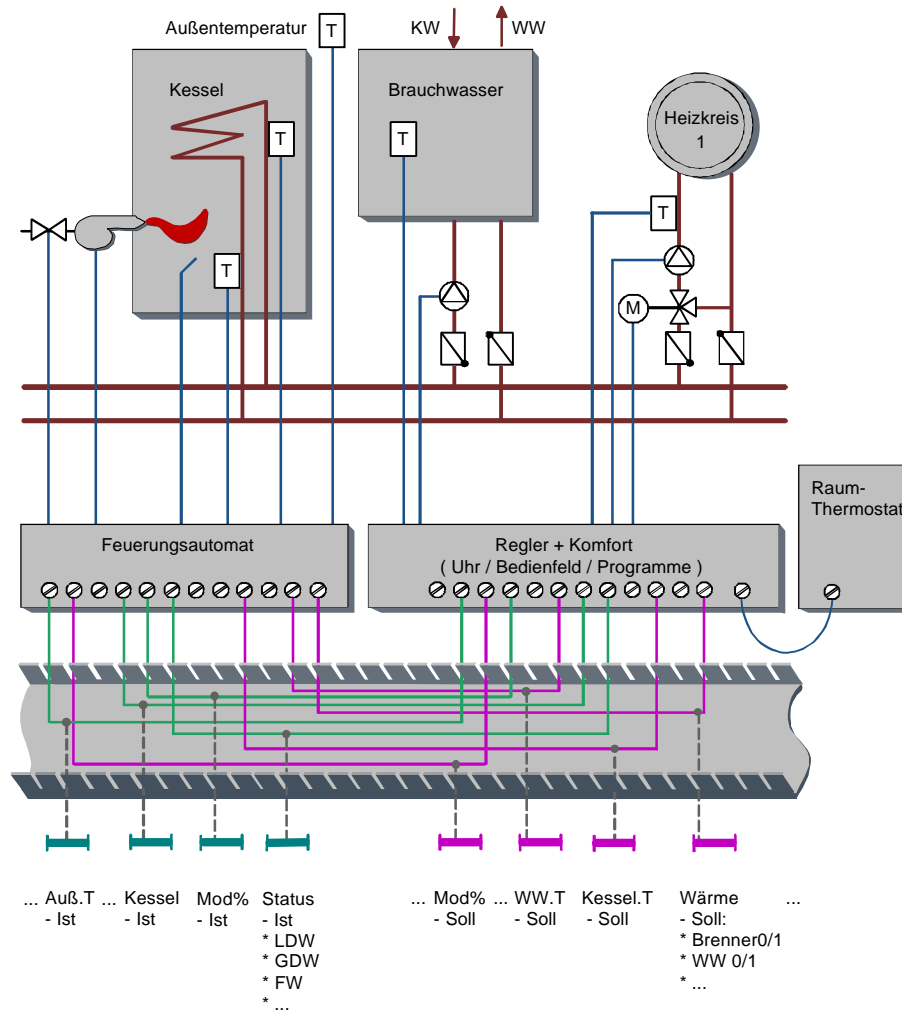 Außentemperatur
T
KW
WW
Kessel
T
T
Brauchwasser
T
Heizkreis
1
T
M
Feuerungsautomat
Regler + Komfort
( Uhr / Bedienfeld / Programme )
Raum-
Thermostat
... Auß.T
- Ist
... Kessel
- Ist
Mod%
- Ist
Status
- Ist
* LDW
* GDW
* FW
* ...
... Mod%
- Soll
... WW.T
- Soll
Kessel.T
- Soll
Wärme
- Soll:
* Brenner0/1
* WW 0/1
* ...
...